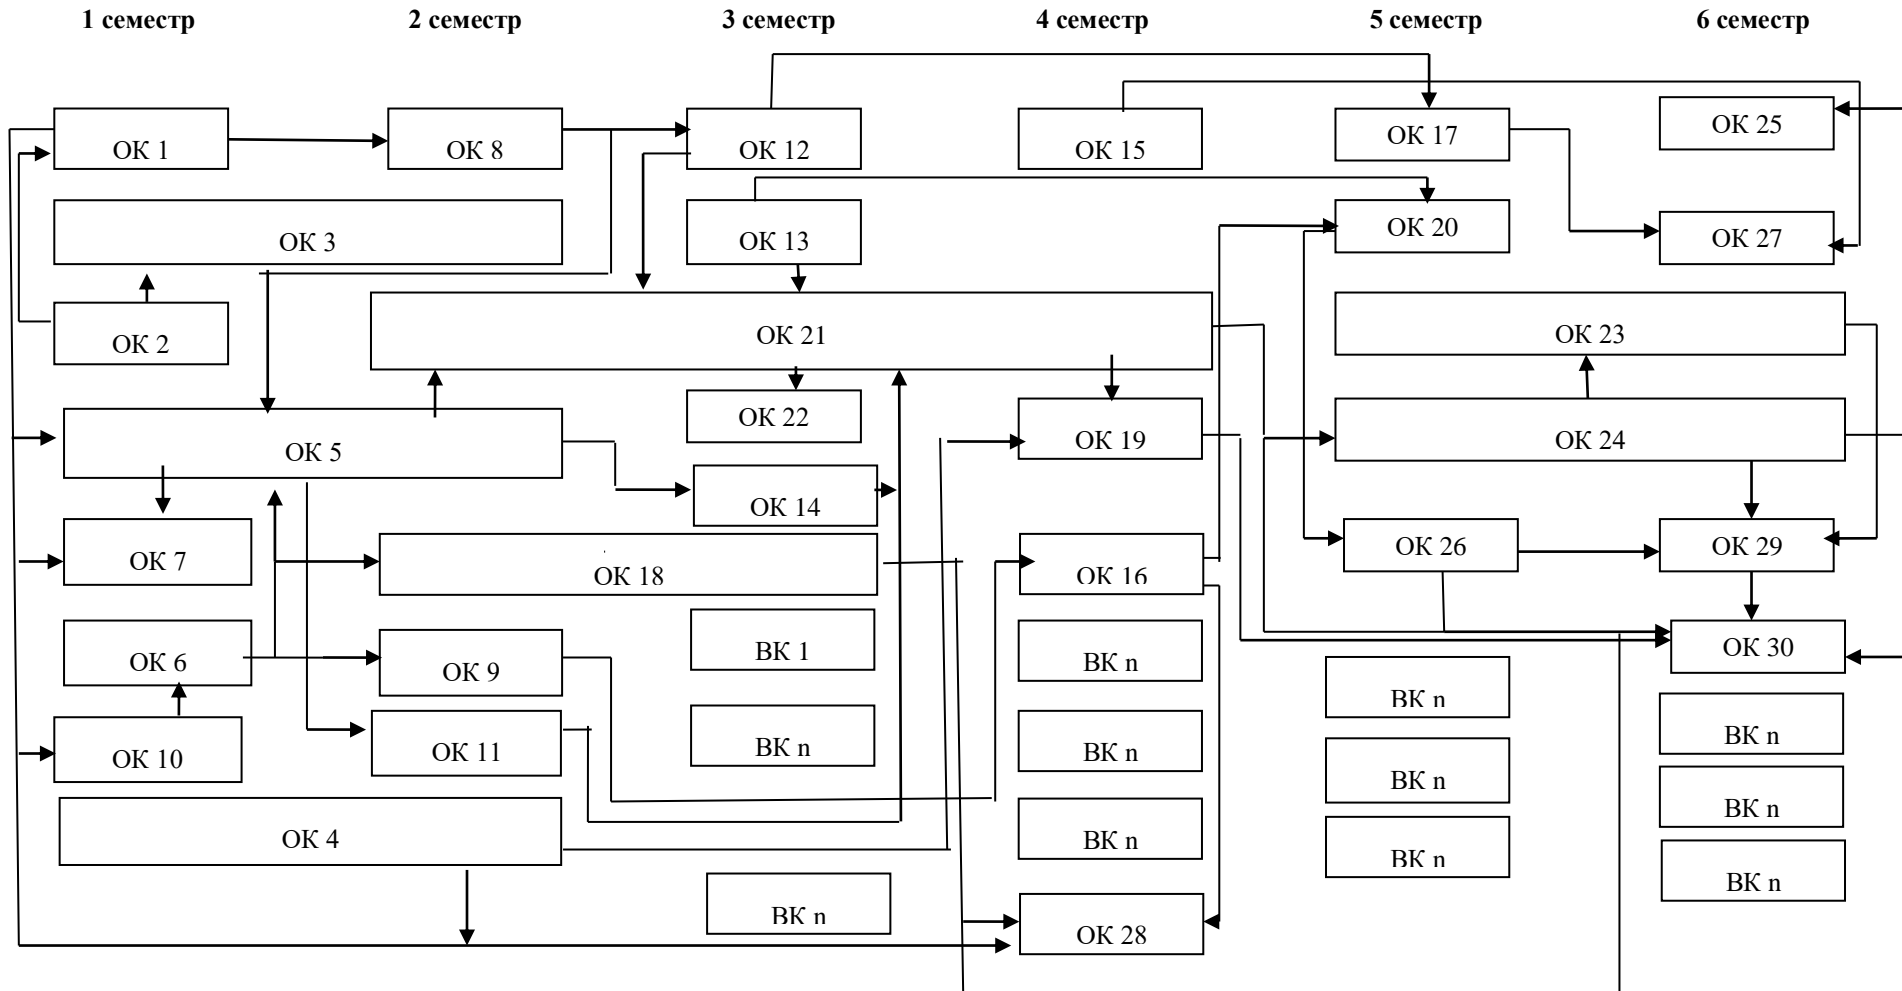 1 семестр
2 семестр
3 семестр
4 семестр
5 семестр
6 семестр
ОК 1
ОК 8
ОК 12
ОК 15
ОК 17
ОК 25
ОК 3
ОК 13
ОК 20
ОК 27
ОК 2
ОК 21
ОК 23
ОК 22
ОК 5
ОК 19
ОК 24
ОК 14
ОК 7
ОК 18
ОК 16
ОК 26
ОК 29
ОК 6
ОК 9
ВК 1
ВК n
ВК n
ОК 30
ОК 10
ОК 11
ВК n
ВК n
ВК n
ВК n
ОК 4
ВК n
ВК n
ВК n
ВК n
ВК n
ОК 28